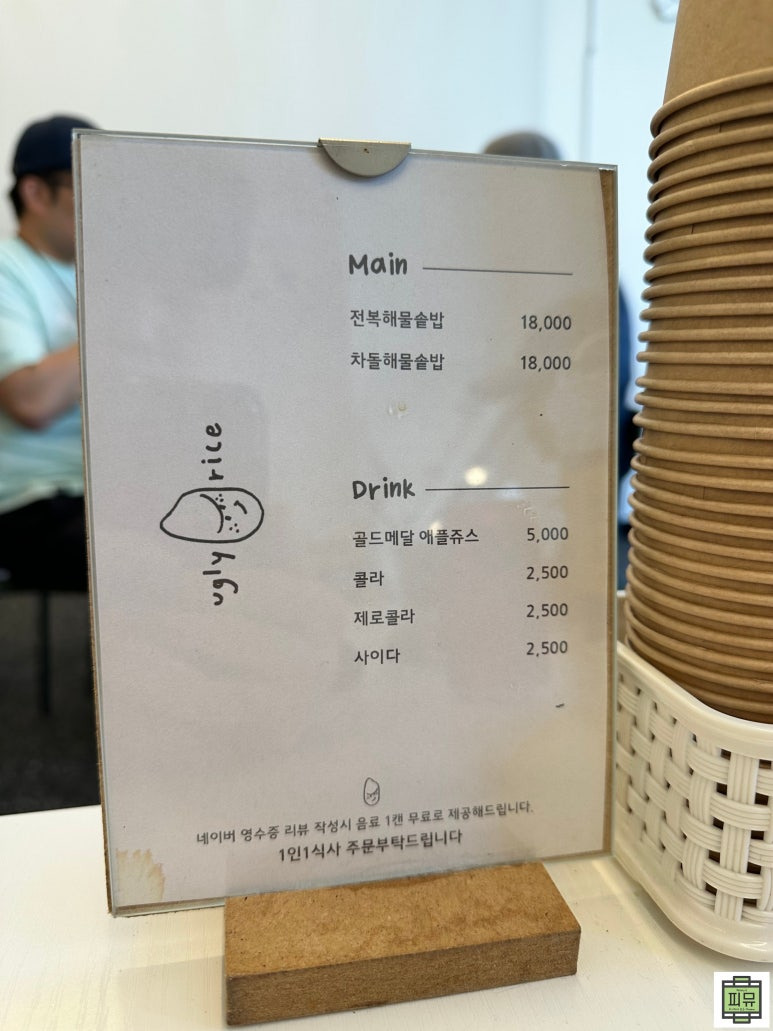 Main
전복해물솥밥 18,000
차돌해물솥밥 18,000
ugly rice
Drink
골드메달 애플쥬스 5,000
콜라 2,500
제로콜라 2,500
사이다 2,500
네이버 영수증 리뷰 작성시 음료 1캔 무료로 제공해드립니다.
1인1식사 주문부탁드립니다
피뮤